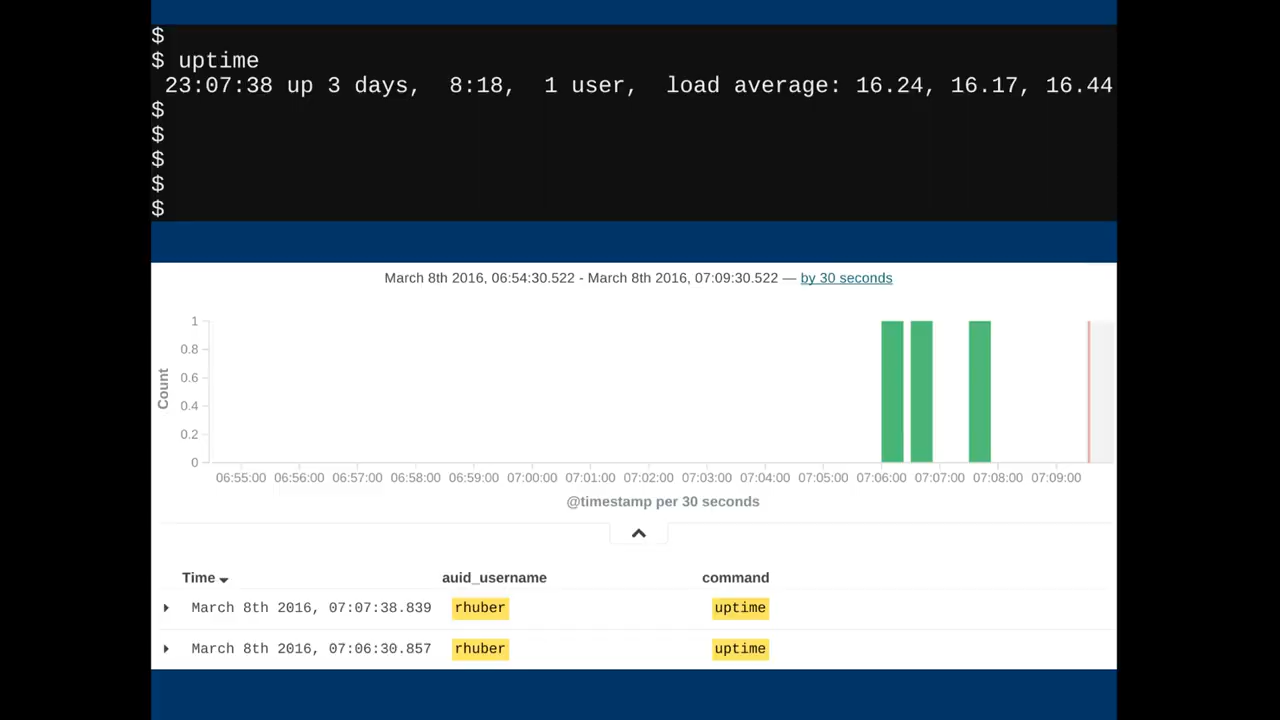 $
$ uptime
23:07:38 up 3 days,  8:18,  1 user,  load average: 16.24, 16.17, 16.44
$
$
$
$
$
March 8th 2016, 06:54:30.522 - March 8th 2016, 07:09:30.522 — by 30 seconds
1
0.8
0.6
0.4
0.2
0
Count
06:55:00 06:56:00 06:57:00 06:58:00 06:59:00 07:00:00 07:01:00 07:02:00 07:03:00 07:04:00 07:05:00 07:06:00 07:07:00 07:08:00 07:09:00
@timestamp per 30 seconds
Time auid_username command
March 8th 2016, 07:07:38.839 rhuber uptime
March 8th 2016, 07:06:30.857 rhuber uptime